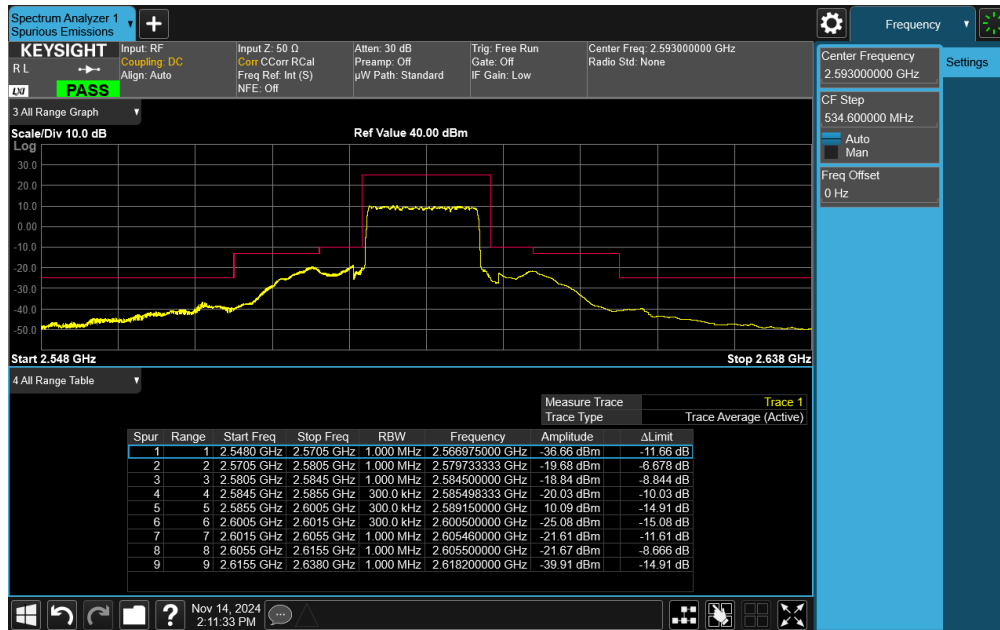 Spectrum Analyzer 1
Spurious Emissions
Frequency
KEYSIGHT
R L
LXI
PASS
Input: RF
Coupling: DC
Align: Auto
Input Z: 50 Ω
Corr CCorr RCal
Freq Ref: Int (S)
NFE: Off
Atten: 30 dB
Preamp: Off
µW Path: Standard
Trig: Free Run
Gate: Off
IF Gain: Low
Center Freq: 2.593000000 GHz
Radio Std: None
Center Frequency
2.593000000 GHz
Settings
CF Step
534.600000 MHz
Auto
Man
Freq Offset
0 Hz
3 All Range Graph
Scale/Div 10.0 dB
Ref Value 40.00 dBm
Log
30.0
20.0
10.0
0.00
-10.0
-20.0
-30.0
-40.0
-50.0
Start 2.548 GHz
Stop 2.638 GHz
4 All Range Table
Measure Trace Trace 1
Trace Type Trace Average (Active)
Spur Range Start Freq Stop Freq RBW Frequency Amplitude ΔLimit
1 1 2.5480 GHz 2.5705 GHz 1.000 MHz 2.566975000 GHz -36.66 dBm -11.66 dB
2 2 2.5705 GHz 2.5805 GHz 1.000 MHz 2.579733333 GHz -19.68 dBm -6.678 dB
3 3 2.5805 GHz 2.5845 GHz 1.000 MHz 2.584500000 GHz -18.84 dBm -8.844 dB
4 4 2.5845 GHz 2.5855 GHz 300.0 kHz 2.585498333 GHz -20.03 dBm -10.03 dB
5 5 2.5855 GHz 2.6005 GHz 300.0 kHz 2.589150000 GHz 10.09 dBm -14.91 dB
6 6 2.6005 GHz 2.6015 GHz 300.0 kHz 2.600500000 GHz -25.08 dBm -15.08 dB
7 7 2.6015 GHz 2.6055 GHz 1.000 MHz 2.605460000 GHz -21.61 dBm -11.61 dB
8 8 2.6055 GHz 2.6155 GHz 1.000 MHz 2.605500000 GHz -21.67 dBm -8.666 dB
9 9 2.6155 GHz 2.6380 GHz 1.000 MHz 2.618200000 GHz -39.91 dBm -14.91 dB
Nov 14, 2024
2:11:33 PM